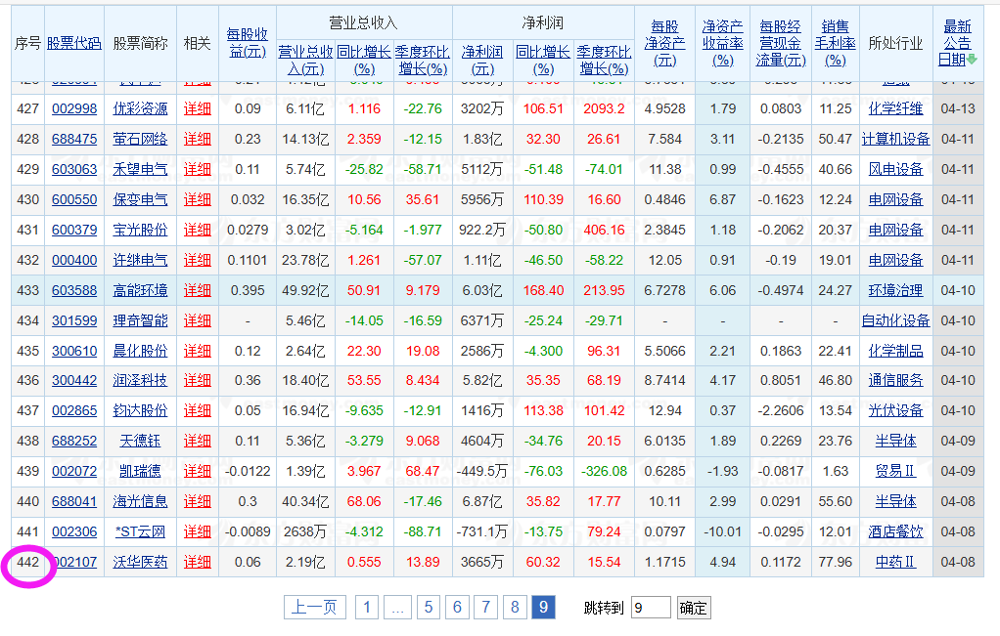 序号 股票代码 股票简称 相关 每股收益(元) 营业总收入 净利润 每股净资产(元) 净资产收益率(%) 每股经营现金流量(元) 销售毛利率(%) 所处行业 最新公告日期
营业总收入(元) 同比增长(%) 季度环比增长(%) 净利润(元) 同比增长(%) 季度环比增长(%)
427 002998 优彩资源 详细 0.09 6.11亿 1.116 -22.76 3202万 106.51 2093.2 4.9528 1.79 0.0803 11.25 化学纤维 04-13
428 688475 萤石网络 详细 0.23 14.13亿 2.359 -12.15 1.83亿 32.30 26.61 7.584 3.11 -0.2135 50.47 计算机设备 04-11
429 603063 禾望电气 详细 0.11 5.74亿 -25.82 -58.71 5112万 -51.48 -74.01 11.38 0.99 -0.4555 40.66 风电设备 04-11
430 600550 保变电气 详细 0.032 16.35亿 10.56 35.61 5956万 110.39 16.60 0.4846 6.87 -0.1623 12.24 电网设备 04-11
431 600379 宝光股份 详细 0.0279 3.02亿 -5.164 -1.977 922.2万 -50.80 406.16 2.3845 1.18 -0.2062 20.37 电网设备 04-11
432 000400 许继电气 详细 0.1101 23.78亿 1.261 -57.07 1.11亿 -46.50 -58.22 12.05 0.91 -0.19 19.01 电网设备 04-11
433 603588 高能环境 详细 0.395 49.92亿 50.91 9.179 6.03亿 168.40 213.95 6.7278 6.06 -0.4974 24.27 环境治理 04-10
434 301599 理奇智能 详细 - 5.46亿 -14.05 -16.59 6371万 -25.24 -29.71 - - - - 自动化设备 04-10
435 300610 晨化股份 详细 0.12 2.64亿 22.30 19.08 2586万 -4.300 96.31 5.5066 2.21 0.1863 22.41 化学制品 04-10
436 300442 润泽科技 详细 0.36 18.40亿 53.55 8.434 5.82亿 35.35 68.19 8.7414 4.17 0.8051 46.80 通信服务 04-10
437 002865 钧达股份 详细 0.05 16.94亿 -9.635 -12.91 1416万 113.38 101.42 12.94 0.37 -2.2606 13.54 光伏设备 04-10
438 688252 天德钰 详细 0.11 5.36亿 -3.279 9.068 4604万 -34.76 20.15 6.0135 1.89 0.2269 23.76 半导体 04-09
439 002072 凯瑞德 详细 -0.0122 1.39亿 3.967 68.47 -449.5万 -76.03 -326.08 0.6285 -1.93 -0.0817 1.63 贸易Ⅱ 04-09
440 688041 海光信息 详细 0.3 40.34亿 68.06 -17.46 6.87亿 35.82 17.77 10.11 2.99 0.0291 55.60 半导体 04-08
441 002306 *ST云网 详细 -0.0089 2638万 -4.312 -88.71 -731.1万 -13.75 79.24 0.0797 -10.01 -0.0295 12.01 酒店餐饮 04-08
442 002107 沃华医药 详细 0.06 2.19亿 0.555 13.89 3665万 60.32 15.54 1.1715 4.94 0.1172 77.96 中药Ⅱ 04-08
上一页 1 ... 5 6 7 8 9 跳转到 9 确定